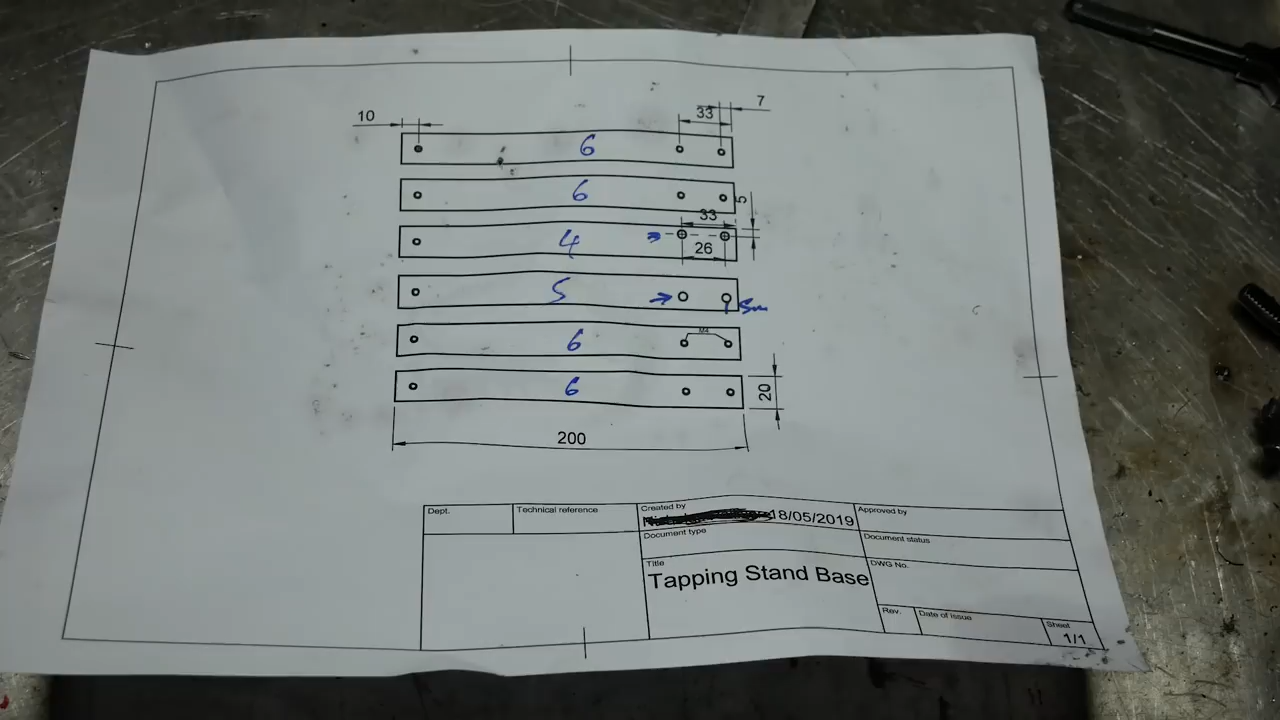 7
10
33
6
6
5
33
4
26
5
5m
M4
6
6
20
200
Dept.
Technical reference
Created by
18/05/2019
Approved by
Document type
Document status
Title
Tapping Stand Base
DWG No.
Rev.
Date of issue
Sheet
1/1